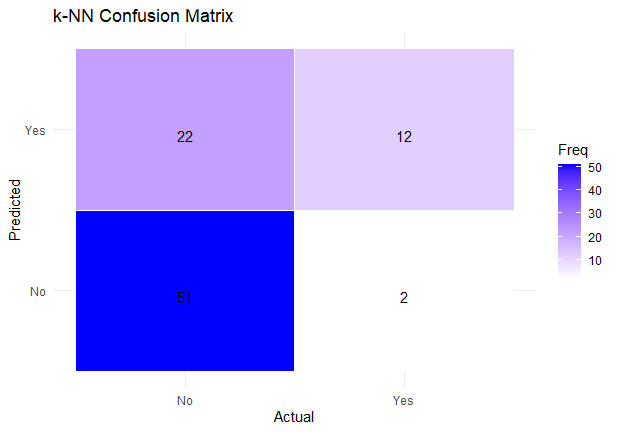 k-NN Confusion Matrix
Predicted
Yes
22
12
No
51
2
No
Yes
Actual
Freq
50
40
30
20
10